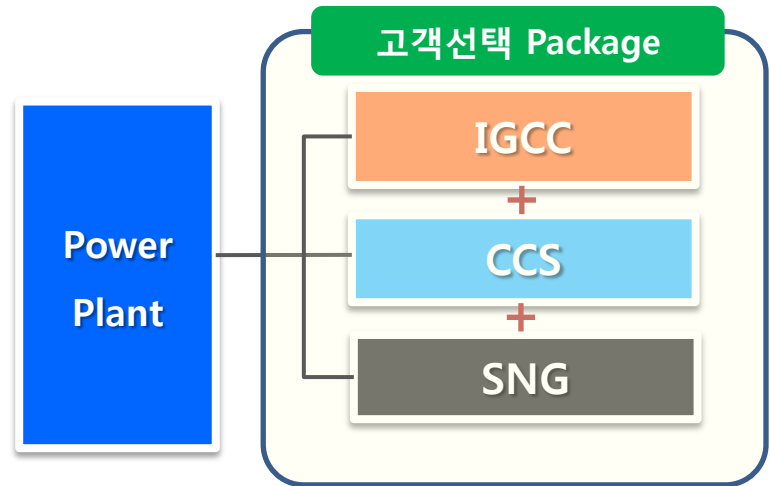 고객선택 Package
IGCC
+
Power
Plant
CCS
+
SNG